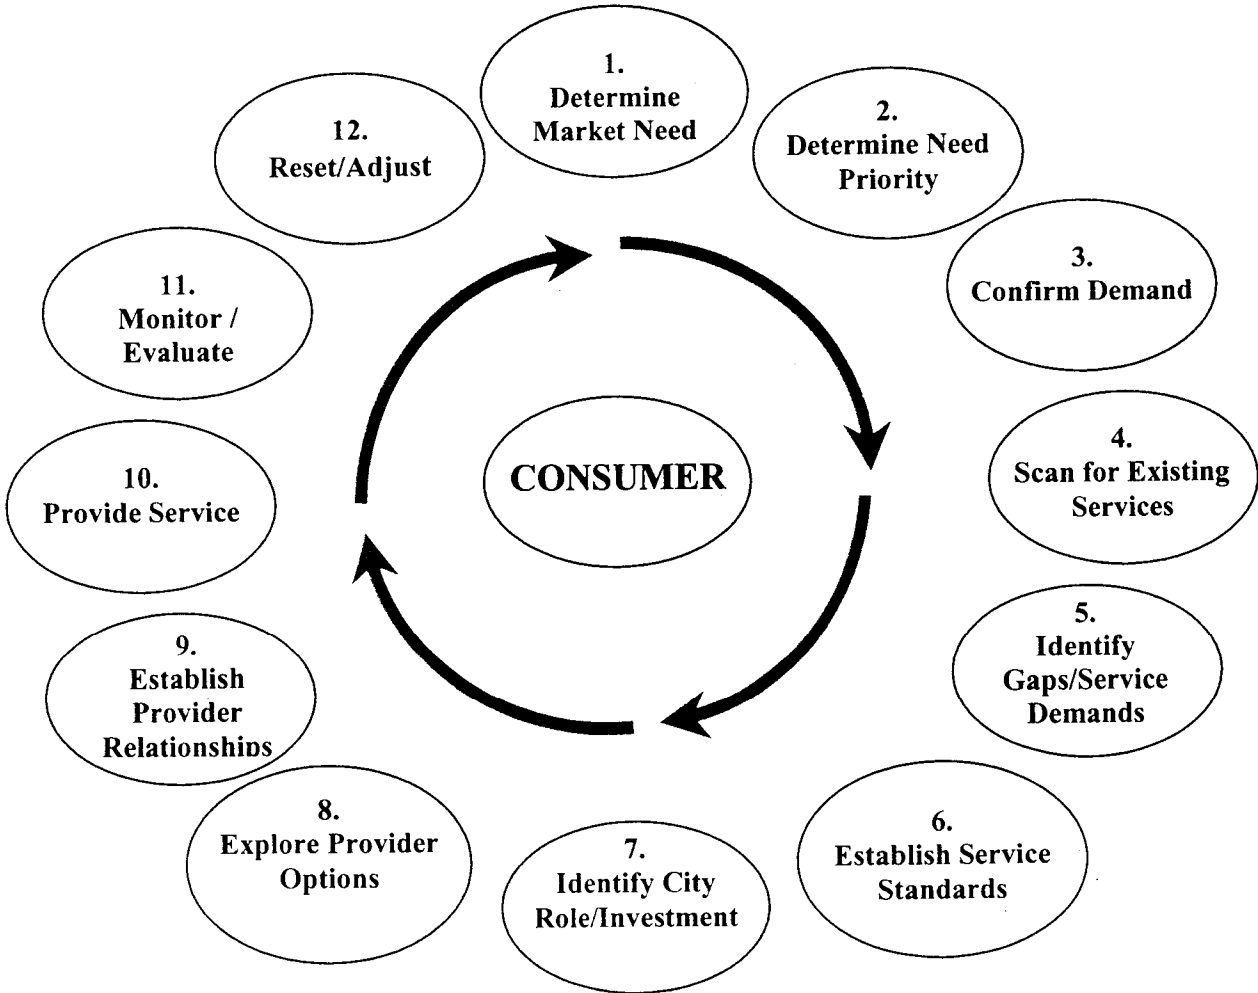 1.
Determine
Market Need
2.
Determine Need
Priority
3.
Confirm Demand
4.
Scan for Existing
Services
5.
Identify
Gaps/Service
Demands
6.
Establish Service
Standards
7.
Identify City
Role/Investment
8.
Explore Provider
Options
9.
Establish
Provider
Relationships
10.
Provide Service
11.
Monitor /
Evaluate
12.
Reset/Adjust
CONSUMER